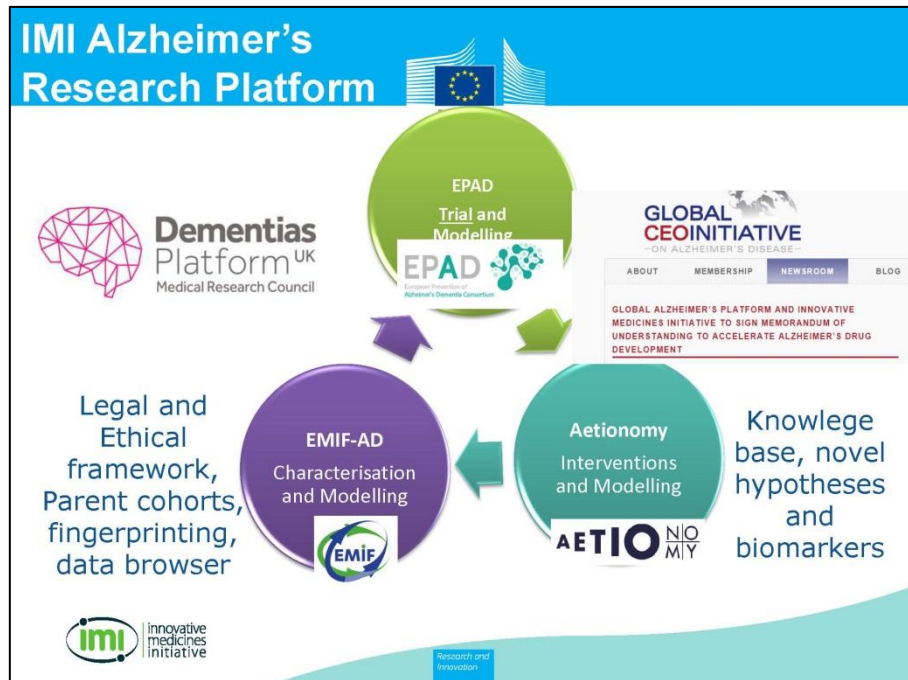 IMI Alzheimer's
Research Platform
EPAD
Trial and
Modelling
EPAD
European Prevention of
Alzheimer's Dementia Consortium
Dementias
Platform UK
Medical Research Council
GLOBAL
CEOINITIATIVE
—ON ALZHEIMER'S DISEASE—
ABOUT MEMBERSHIP NEWSROOM BLOG
GLOBAL ALZHEIMER'S PLATFORM AND INNOVATIVE
MEDICINES INITIATIVE TO SIGN MEMORANDUM OF
UNDERSTANDING TO ACCELERATE ALZHEIMER'S DRUG
DEVELOPMENT
Legal and
Ethical
framework,
Parent cohorts,
fingerprinting,
data browser
EMIF-AD
Characterisation
and Modelling
EMIF
Aetionomy
Interventions
and Modelling
AETIONOMY
Knowlege
base, novel
hypotheses
and
biomarkers
imi
innovative
medicines
initiative
Research and
Innovation